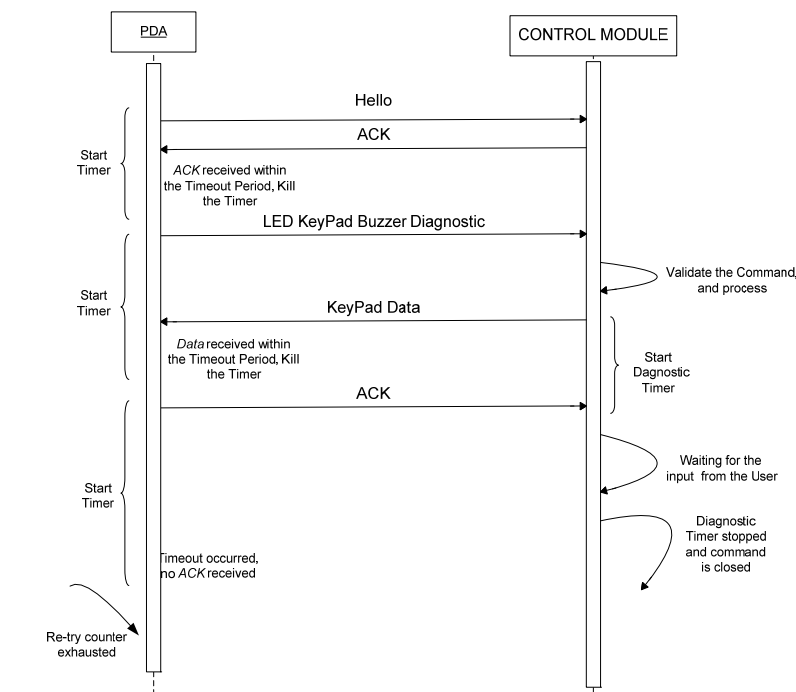 PDA
CONTROL MODULE
Hello
ACK
Start
Timer
ACK received within
the Timeout Period, Kill
the Timer
LED KeyPad Buzzer Diagnostic
Validate the Command,
and process
Start
Timer
KeyPad Data
Data received within
the Timeout Period, Kill
the Timer
Start
Dagnostic
Timer
ACK
Waiting for the
input from the User
Start
Timer
Diagnostic
Timer stopped
and command
is closed
Timeout occurred,
no ACK received
Re-try counter
exhausted